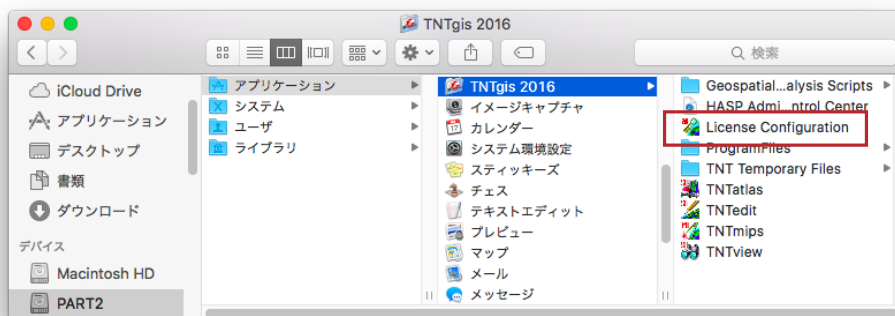 TNTgis 2016
検索
iCloud Drive
アプリケーション
デスクトップ
書類
ダウンロード
デバイス
Macintosh HD
PART2
アプリケーション
システム
ユーザ
ライブラリ
TNTgis 2016
イメージキャプチャ
カレンダー
システム環境設定
スティッキーズ
チェス
テキストエディット
プレビュー
マップ
メール
メッセージ
Geospatial...alysis Scripts
HASP Admi...ntrol Center
License Configuration
ProgramFiles
TNT Temporary Files
TNTatlas
TNTedit
TNTmips
TNTview